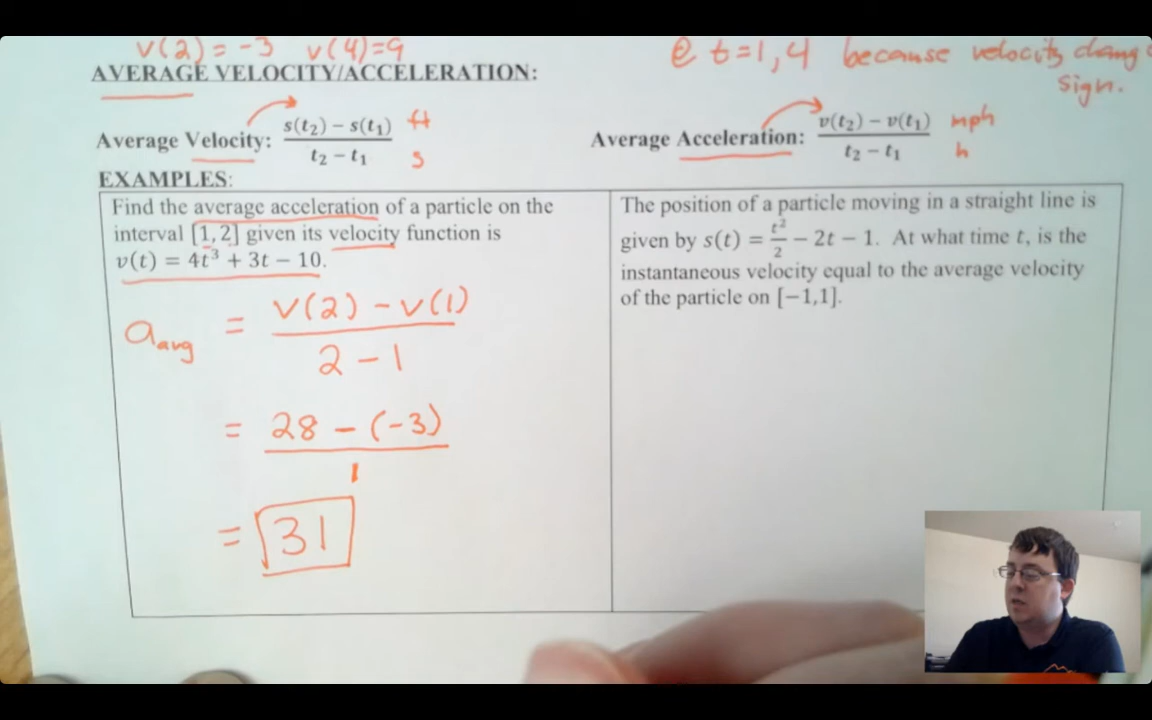 v(2) = -3 v(4)=9
@ t=1,4 because velocity chang
sign.
AVERAGE VELOCITY/ACCELERATION:
Average Velocity: s(t₂) − s(t₁) / t₂ − t₁ ft / s
Average Acceleration: v(t₂) − v(t₁) / t₂ − t₁ mph / h
EXAMPLES:
Find the average acceleration of a particle on the
interval [1, 2] given its velocity function is
v(t) = 4t³ + 3t − 10.
a avg = v(2) - v(1) / 2 - 1
= 28 - (-3) / 1
= 31
The position of a particle moving in a straight line is
given by s(t) = t²/2 − 2t − 1. At what time t, is the
instantaneous velocity equal to the average velocity
of the particle on [−1,1].